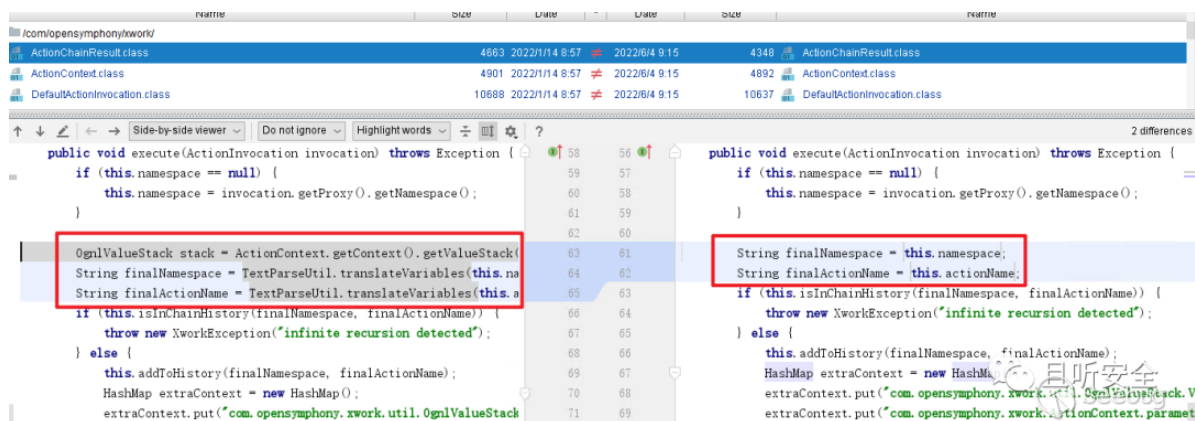 Name Size Date Date Size Name
/com/opensymphony/xwork/
ActionChainResult.class 4663 2022/1/14 8:57 ≠ 2022/6/4 9:15 4348 ActionChainResult.class
ActionContext.class 4901 2022/1/14 8:57 ≠ 2022/6/4 9:15 4892 ActionContext.class
DefaultActionInvocation.class 10688 2022/1/14 8:57 ≠ 2022/6/4 9:15 10637 DefaultActionInvocation.class
Side-by-side viewer Do not ignore Highlight words ? 2 differences
public void execute(ActionInvocation invocation) throws Exception { 58 56 public void execute(ActionInvocation invocation) throws Exception {
if (this.namespace == null) { 59 57 if (this.namespace == null) {
this.namespace = invocation.getProxy().getNamespace(); 60 58 this.namespace = invocation.getProxy().getNamespace();
} 61 59 }
62 60
OgnlValueStack stack = ActionContext.getContext().getValueStack( 63 61 String finalNamespace = this.namespace;
String finalNamespace = TextParseUtil.translateVariables(this.na 64 62 String finalActionName = this.actionName;
String finalActionName = TextParseUtil.translateVariables(this.a 65 63 if (this.isInChainHistory(finalNamespace, finalActionName)) {
if (this.isInChainHistory(finalNamespace, finalActionName)) { 66 64 throw new XworkException("infinite recursion detected");
throw new XworkException("infinite recursion detected"); 67 65 } else {
} else { 68 66 this.addToHistory(finalNamespace, finalActionName);
this.addToHistory(finalNamespace, finalActionName); 69 67 HashMap extraContext = new HashMap
HashMap extraContext = new HashMap(); 70 68 extraContext.put("com.opensymphony.xwork.util.OgnlValueStack.V
extraContext.put("com.opensymphony.xwork.util.OgnlValueStack 71 69 extraContext.put("com.opensymphony.xwork.ActionContext.paramet
且听安全